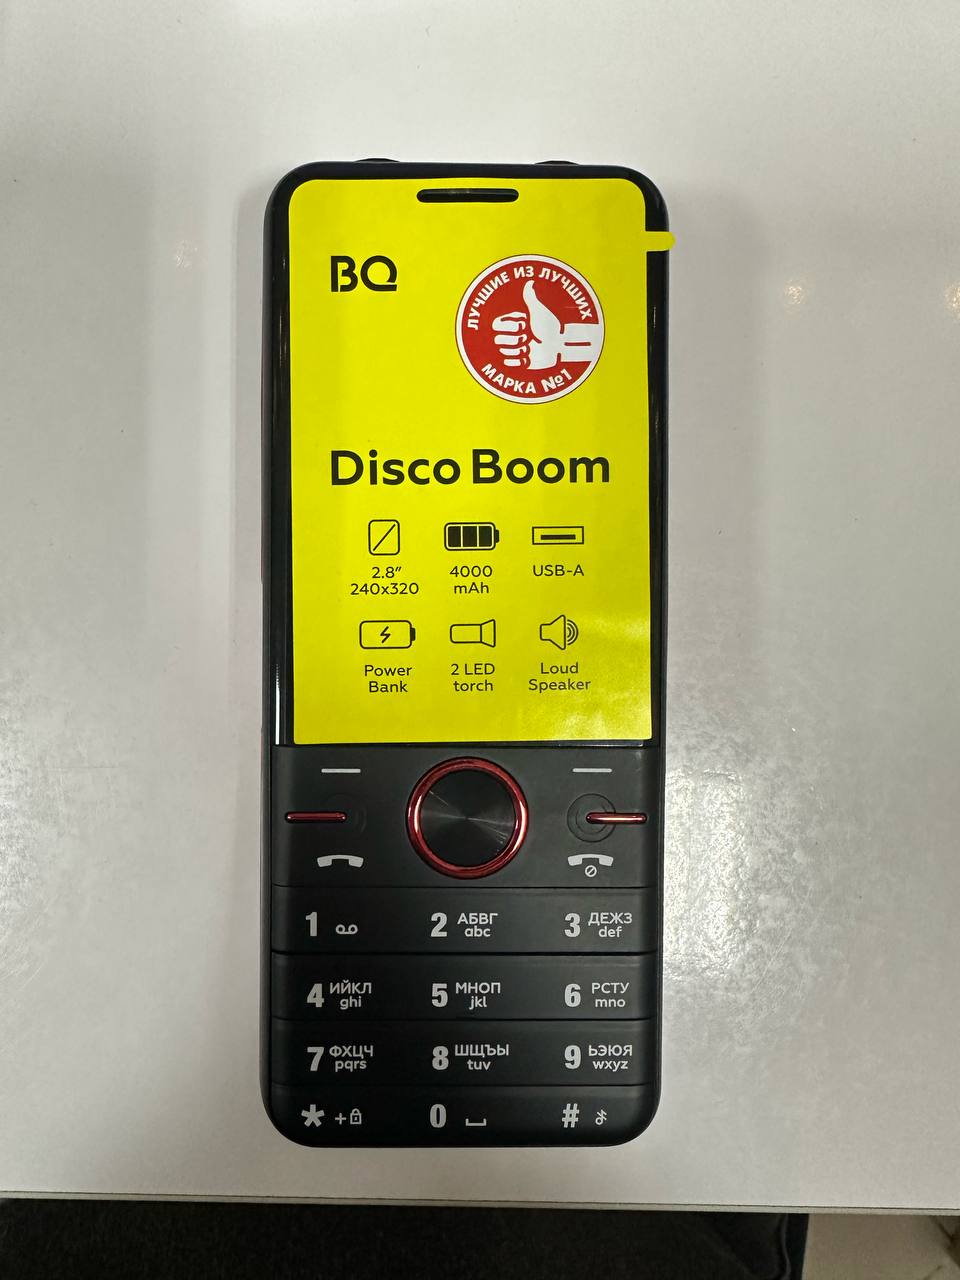 BQ
ЛУЧШИЕ ИЗ ЛУЧШИХ
МАРКА №1
Disco Boom
2.8" 4000 USB-A
240x320 mAh
Power 2 LED Loud
Bank torch Speaker
1 2 АБВГ abc 3 ДЕЖЗ def
4 ИЙКЛ ghi 5 МНОП jkl 6 РСТУ mno
7 ФХЦЧ pqrs 8 ШЩЪЫ tuv 9 ЬЭЮЯ wxyz
* + 0 #